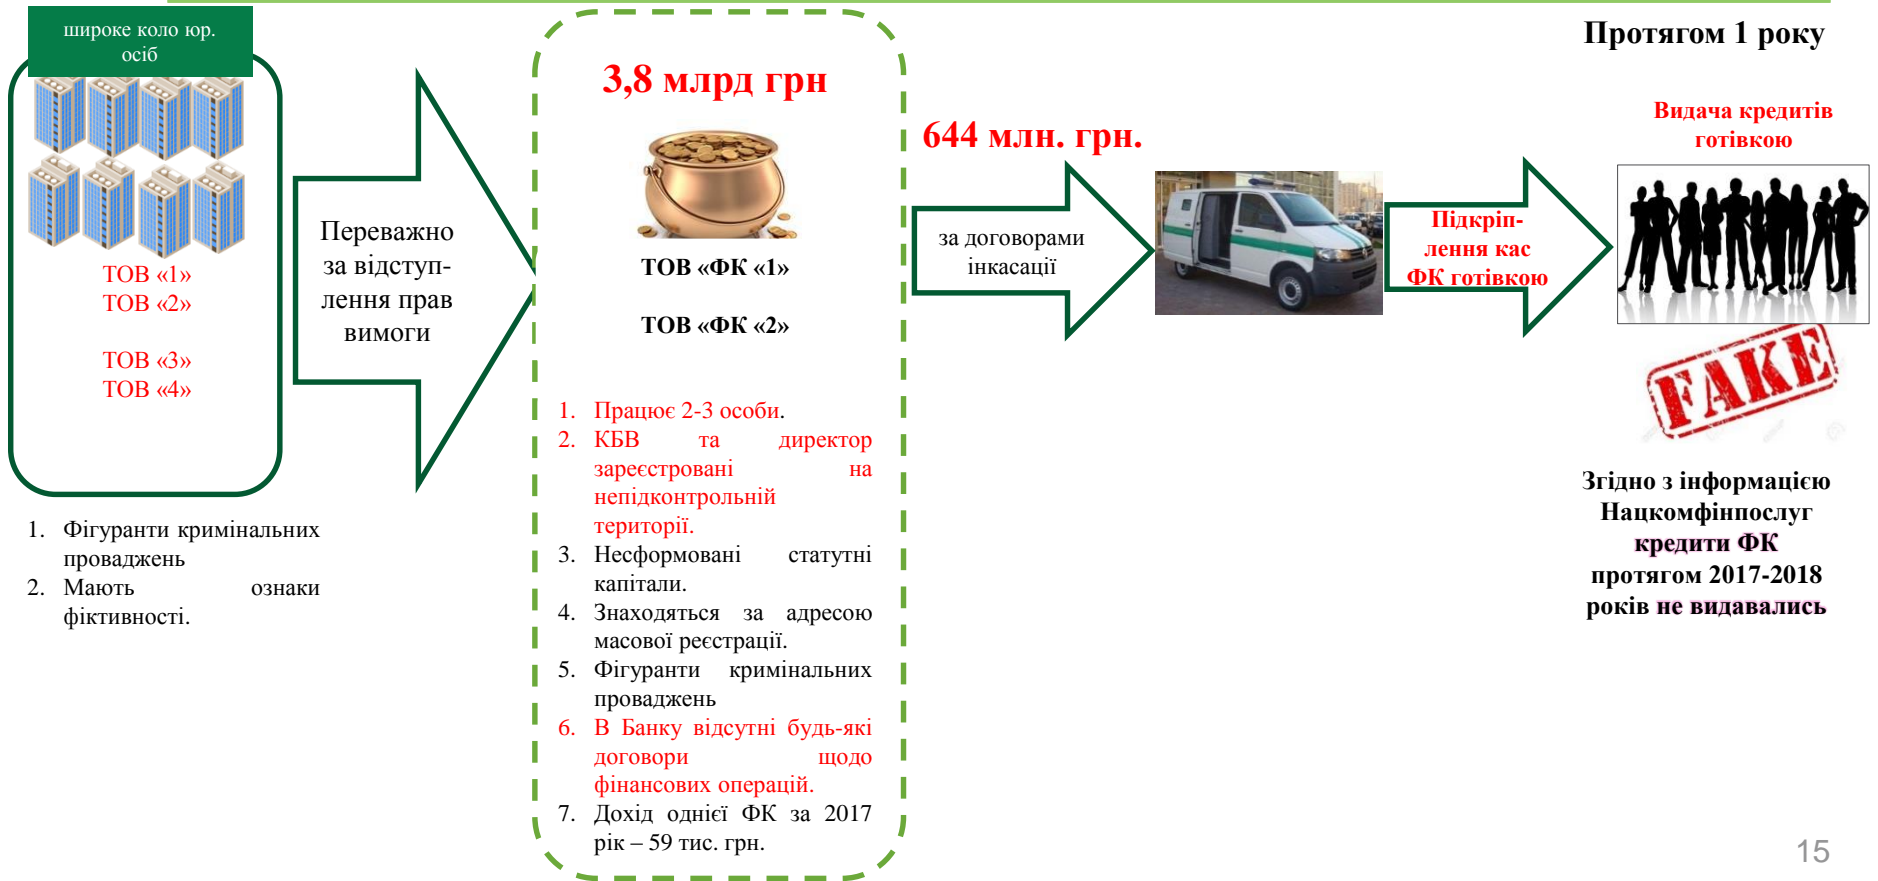 широке коло юр.
осіб
ТОВ «1»
ТОВ «2»
ТОВ «3»
ТОВ «4»
1. Фігуранти кримінальних
проваджень
2. Мають ознаки
фіктивності.
Переважно
за відступ-
лення прав
вимоги
3,8 млрд грн
ТОВ «ФК «1»
ТОВ «ФК «2»
1. Працює 2-3 особи.
2. КБВ та директор
зареєстровані на
непідконтрольній
території.
3. Несформовані статутні
капітали.
4. Знаходяться за адресою
масової реєстрації.
5. Фігуранти кримінальних
проваджень
6. В Банку відсутні будь-які
договори щодо
фінансових операцій.
7. Дохід однієї ФК за 2017
рік – 59 тис. грн.
644 млн. грн.
за договорами
інкасації
Підкріп-
лення кас
ФК готівкою
Протягом 1 року
Видача кредитів
готівкою
FAKE
Згідно з інформацією
Нацкомфінпослуг
кредити ФК
протягом 2017-2018
років не видавались
15